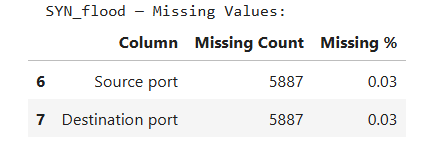 SYN_flood — Missing Values:
Column Missing Count Missing %
6 Source port 5887 0.03
7 Destination port 5887 0.03